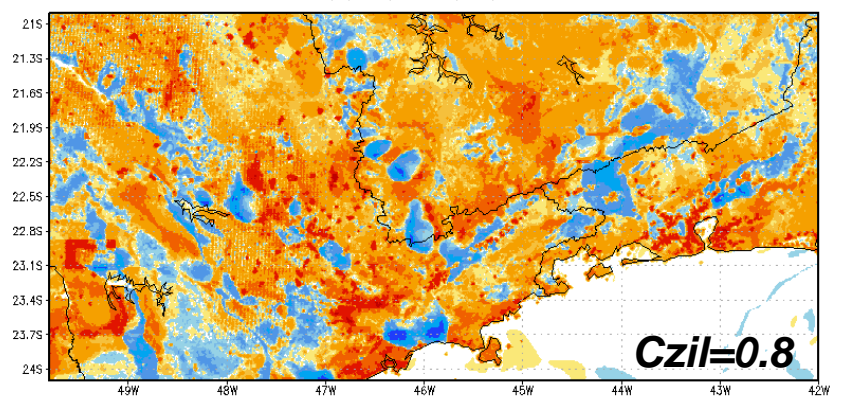 21S
21.3S
21.6S
21.9S
22.2S
22.5S
22.8S
23.1S
23.4S
23.7S
24S
Czil=0.8
49W 48W 47W 46W 45W 44W 43W 42W